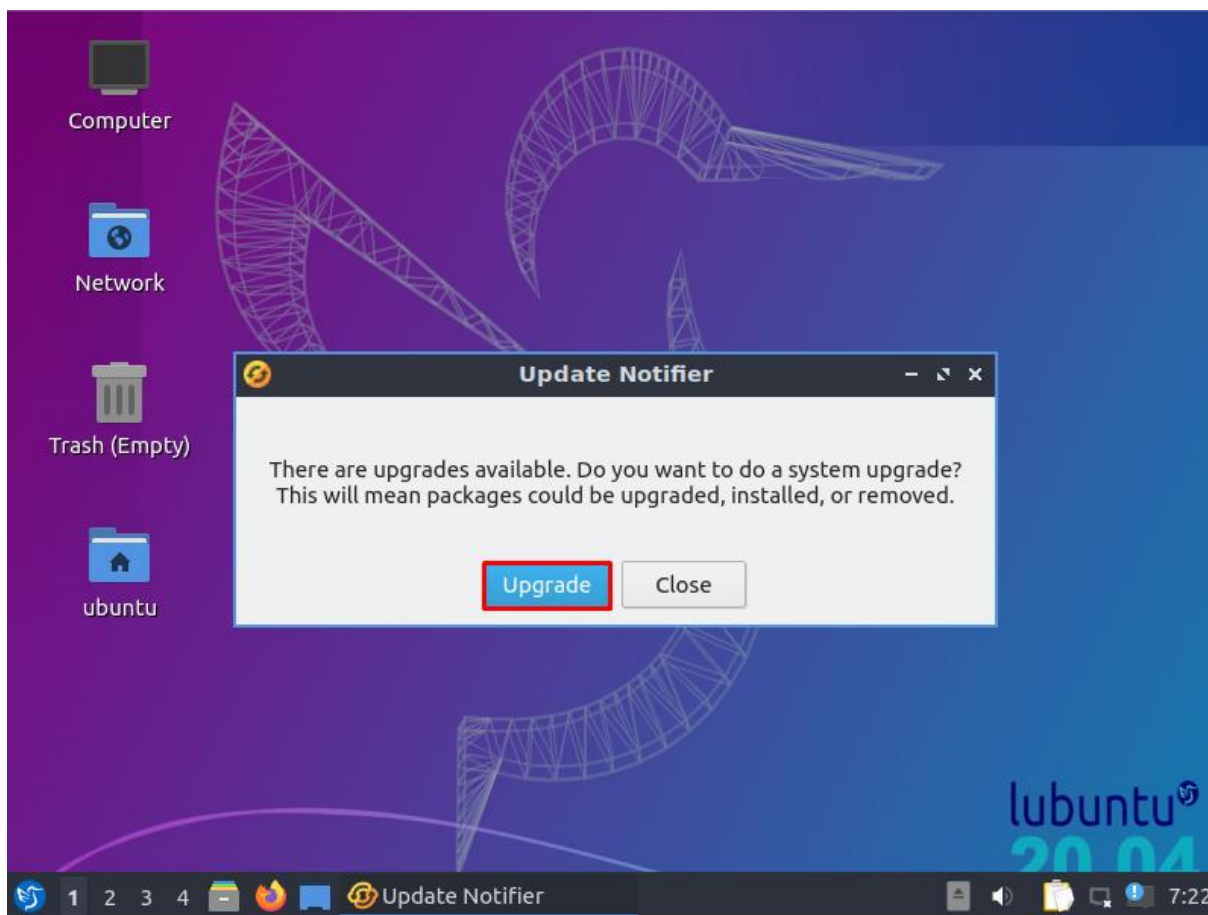 Computer
Network
Trash (Empty)
ubuntu
Update Notifier
There are upgrades available. Do you want to do a system upgrade?
This will mean packages could be upgraded, installed, or removed.
Upgrade Close
lubuntu
20.04
1 2 3 4 Update Notifier 7:22